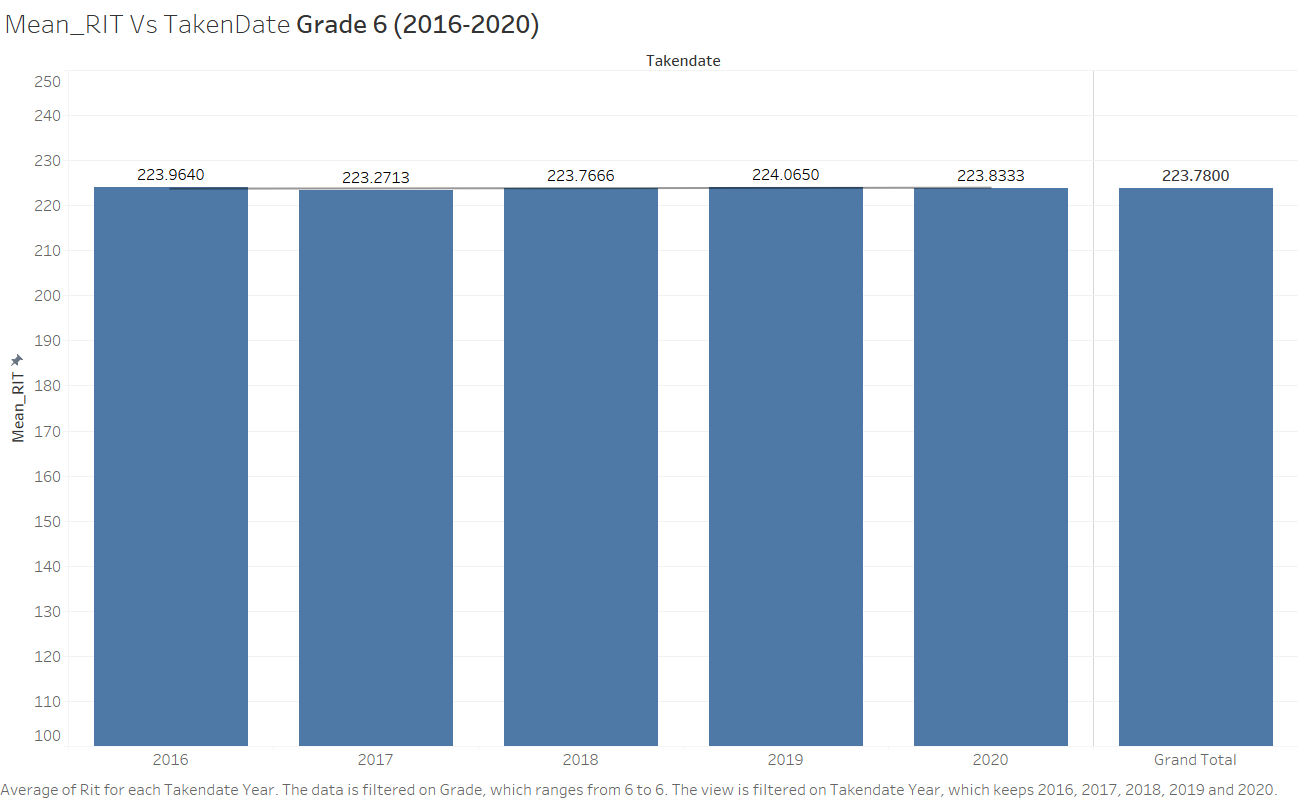 Mean_RIT Vs TakenDate Grade 6 (2016-2020)
Takendate
250
240
230
220
210
200
190
180
170
160
150
140
130
120
110
100
Mean_RIT
223.9640 223.2713 223.7666 224.0650 223.8333 223.7800
2016 2017 2018 2019 2020 Grand Total
Average of Rit for each Takendate Year. The data is filtered on Grade, which ranges from 6 to 6. The view is filtered on Takendate Year, which keeps 2016, 2017, 2018, 2019 and 2020.